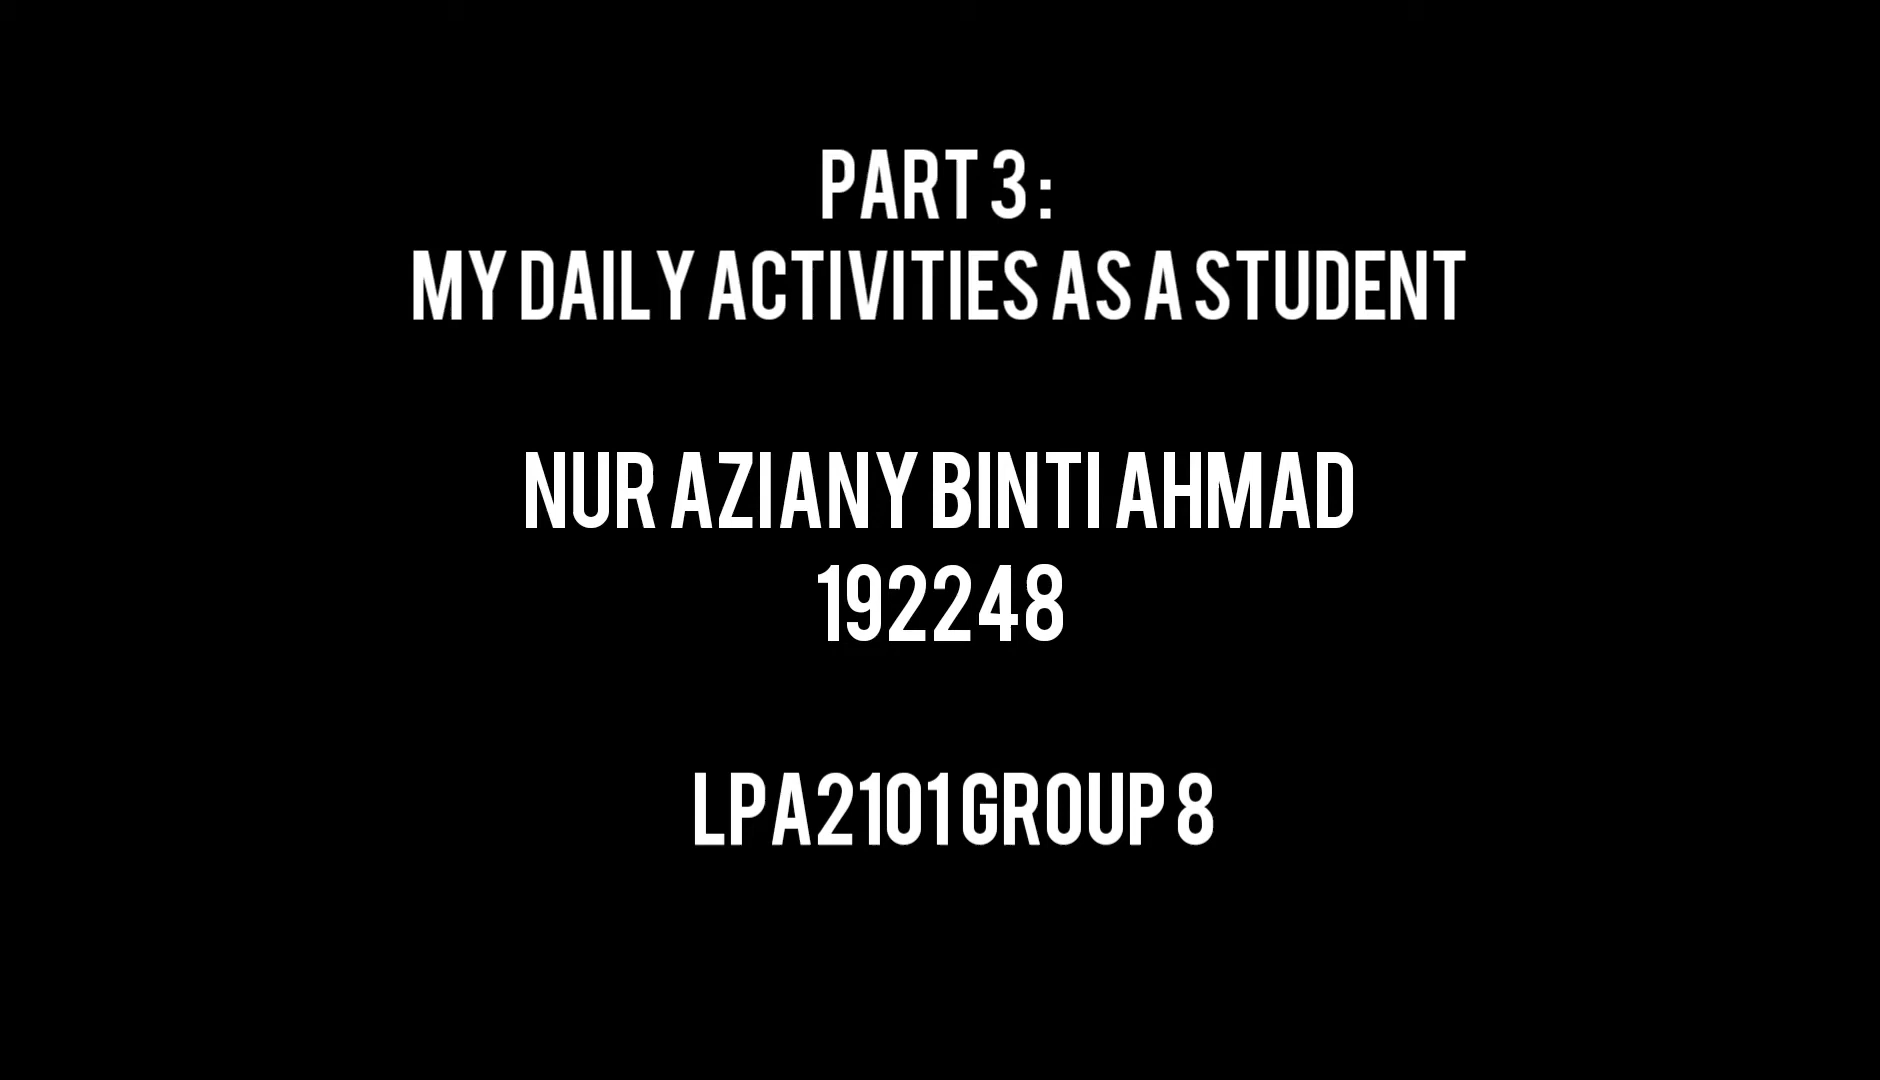 PART 3 :
MY DAILY ACTIVITIES AS A STUDENT
NUR AZIANY BINTI AHMAD
192248
LPA2101 GROUP 8